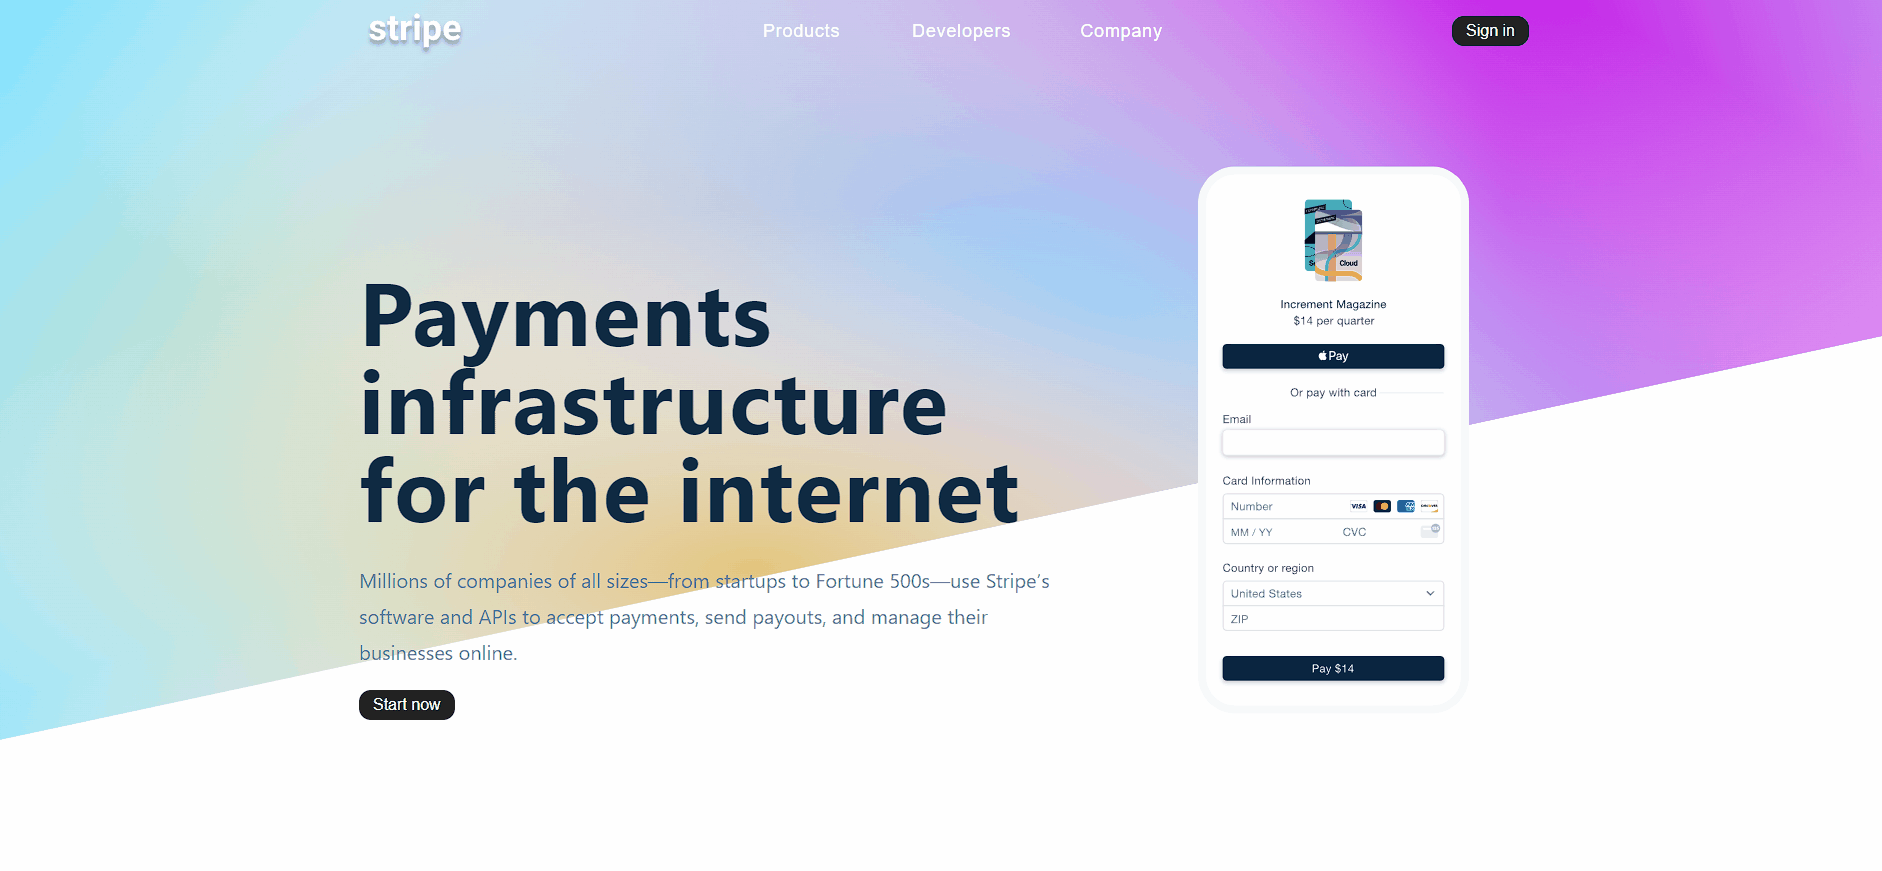 stripe
Products
Developers
Company
Sign in
Payments
infrastructure
for the internet
Millions of companies of all sizes—from startups to Fortune 500s—use Stripe's
software and APIs to accept payments, send payouts, and manage their
businesses online.
Start now
Cloud
Increment Magazine
$14 per quarter
Pay
Or pay with card
Email
Card Information
Number
VISA
DISCOVER
MM / YY
CVC
Country or region
United States
ZIP
Pay $14